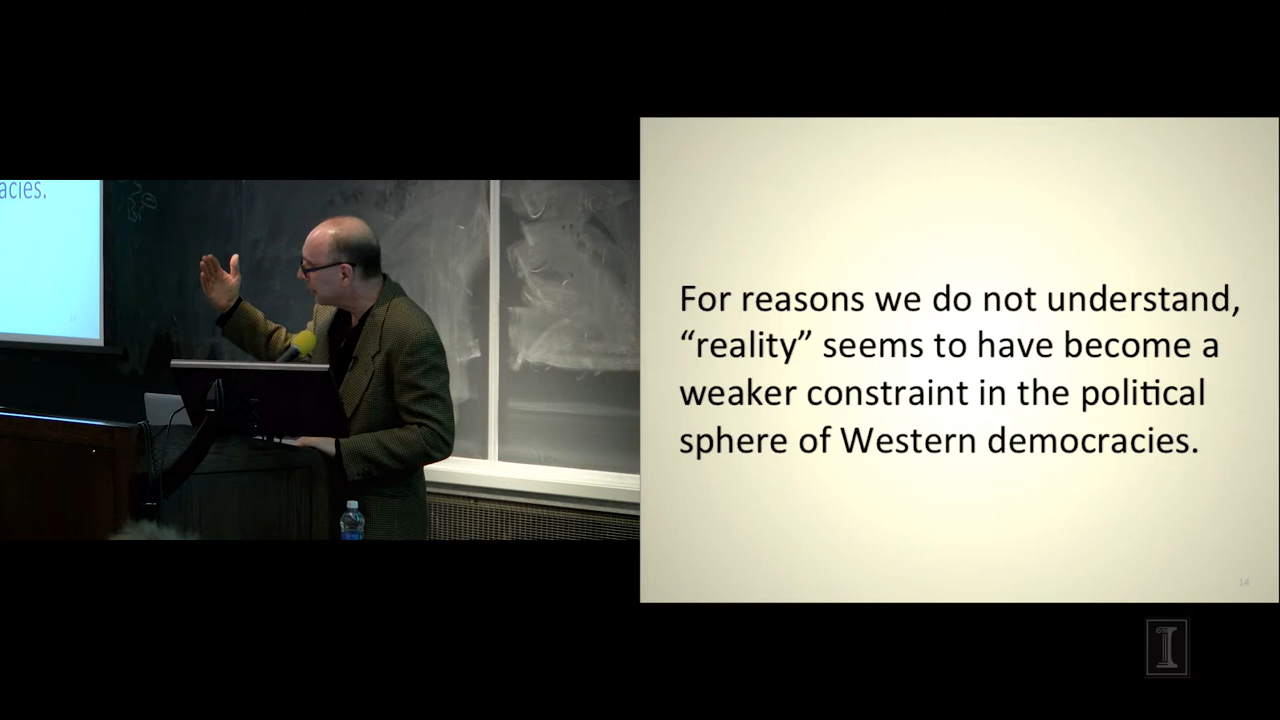 acies.
For reasons we do not understand,
“reality” seems to have become a
weaker constraint in the political
sphere of Western democracies.
14
I